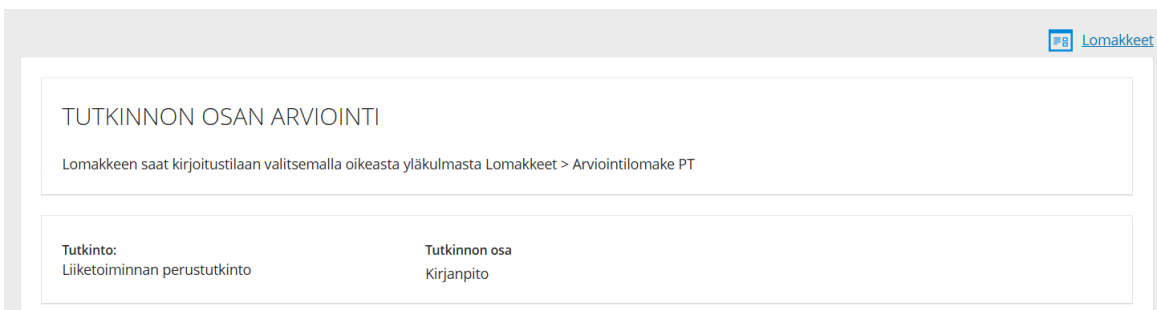 Lomakkeet
TUTKINNON OSAN ARVIOINTI
Lomakkeen saat kirjoitustilaan valitsemalla oikeasta yläkulmasta Lomakkeet > Arviointilomake PT
Tutkinto:
Liiketoiminnan perustutkinto
Tutkinnon osa
Kirjanpito